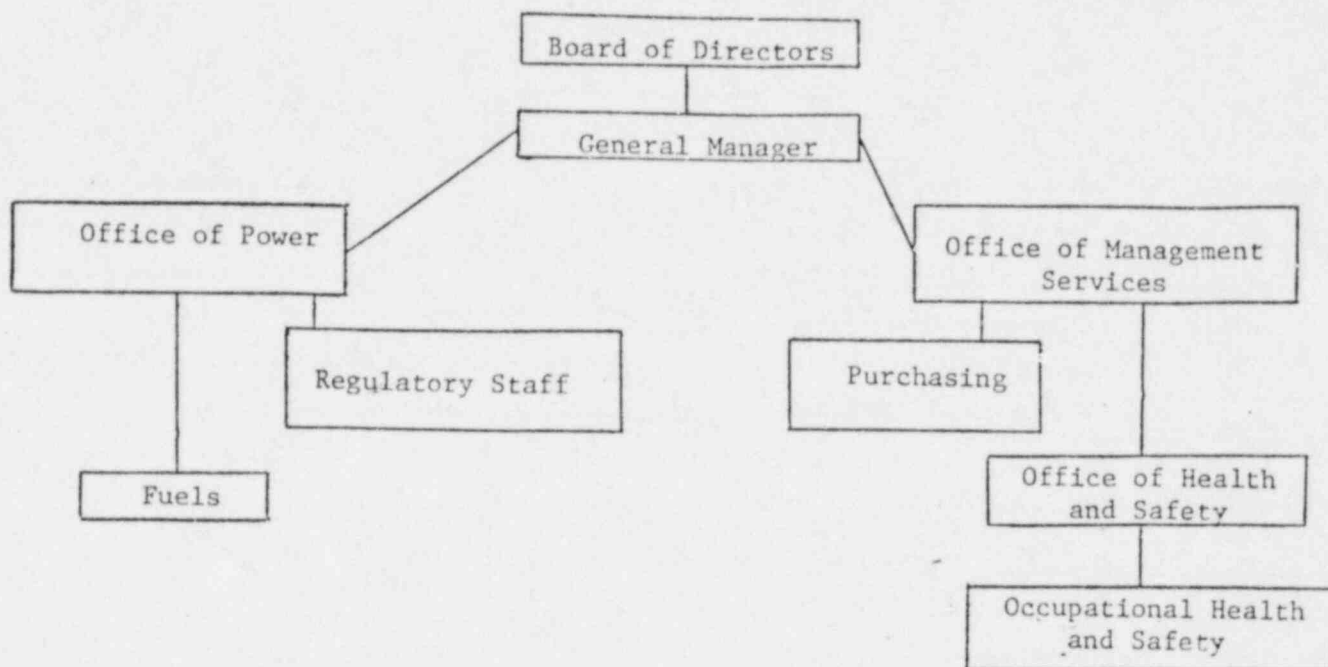 Board of Directors
General Manager
Office of Power
Office of Management
Services
Regulatory Staff
Purchasing
Fuels
Office of Health
and Safety
Occupational Health
and Safety